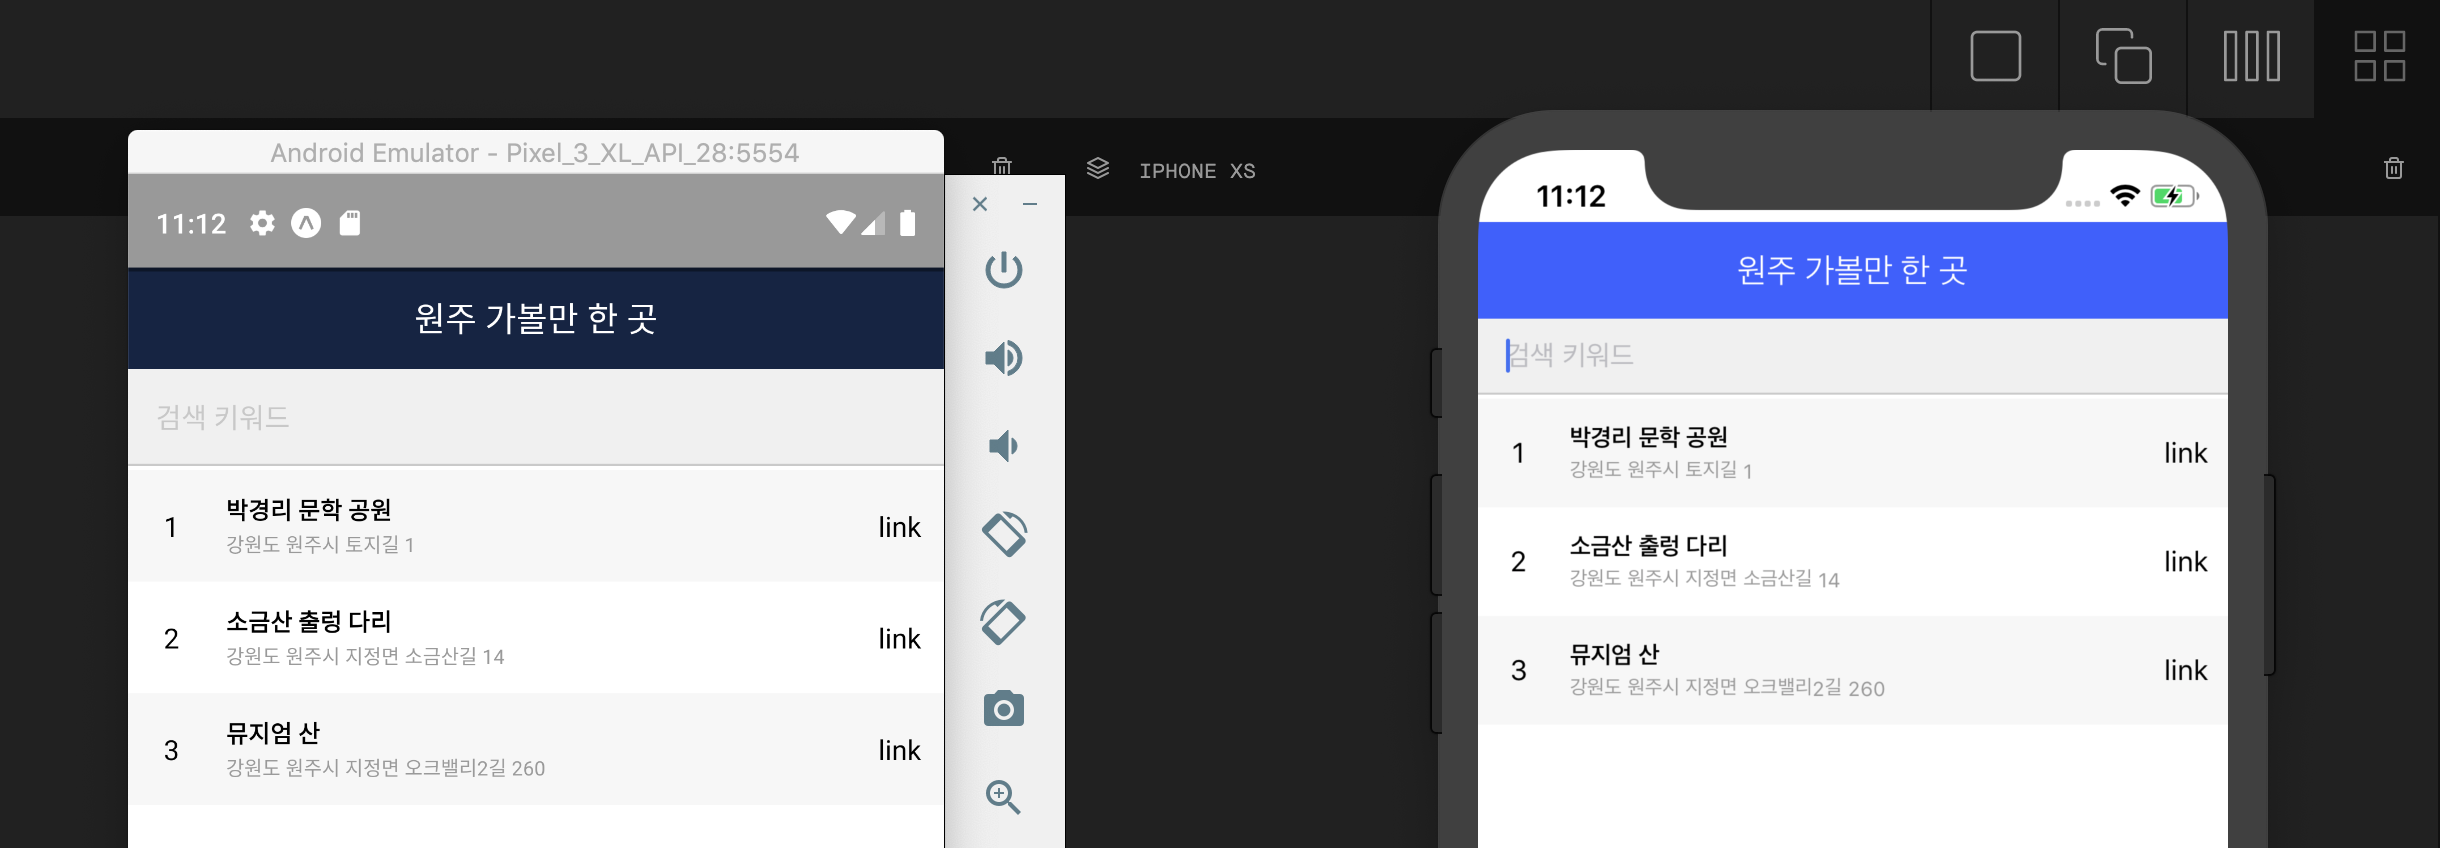 Android Emulator - Pixel_3_XL_API_28:5554
11:12
원주 가볼만 한 곳
검색 키워드
1
박경리 문학 공원
강원도 원주시 토지길 1
link
2
소금산 출렁 다리
강원도 원주시 지정면 소금산길 14
link
3
뮤지엄 산
강원도 원주시 지정면 오크밸리2길 260
link
IPHONE XS
11:12
원주 가볼만 한 곳
검색 키워드
1
박경리 문학 공원
강원도 원주시 토지길 1
link
2
소금산 출렁 다리
강원도 원주시 지정면 소금산길 14
link
3
뮤지엄 산
강원도 원주시 지정면 오크밸리2길 260
link